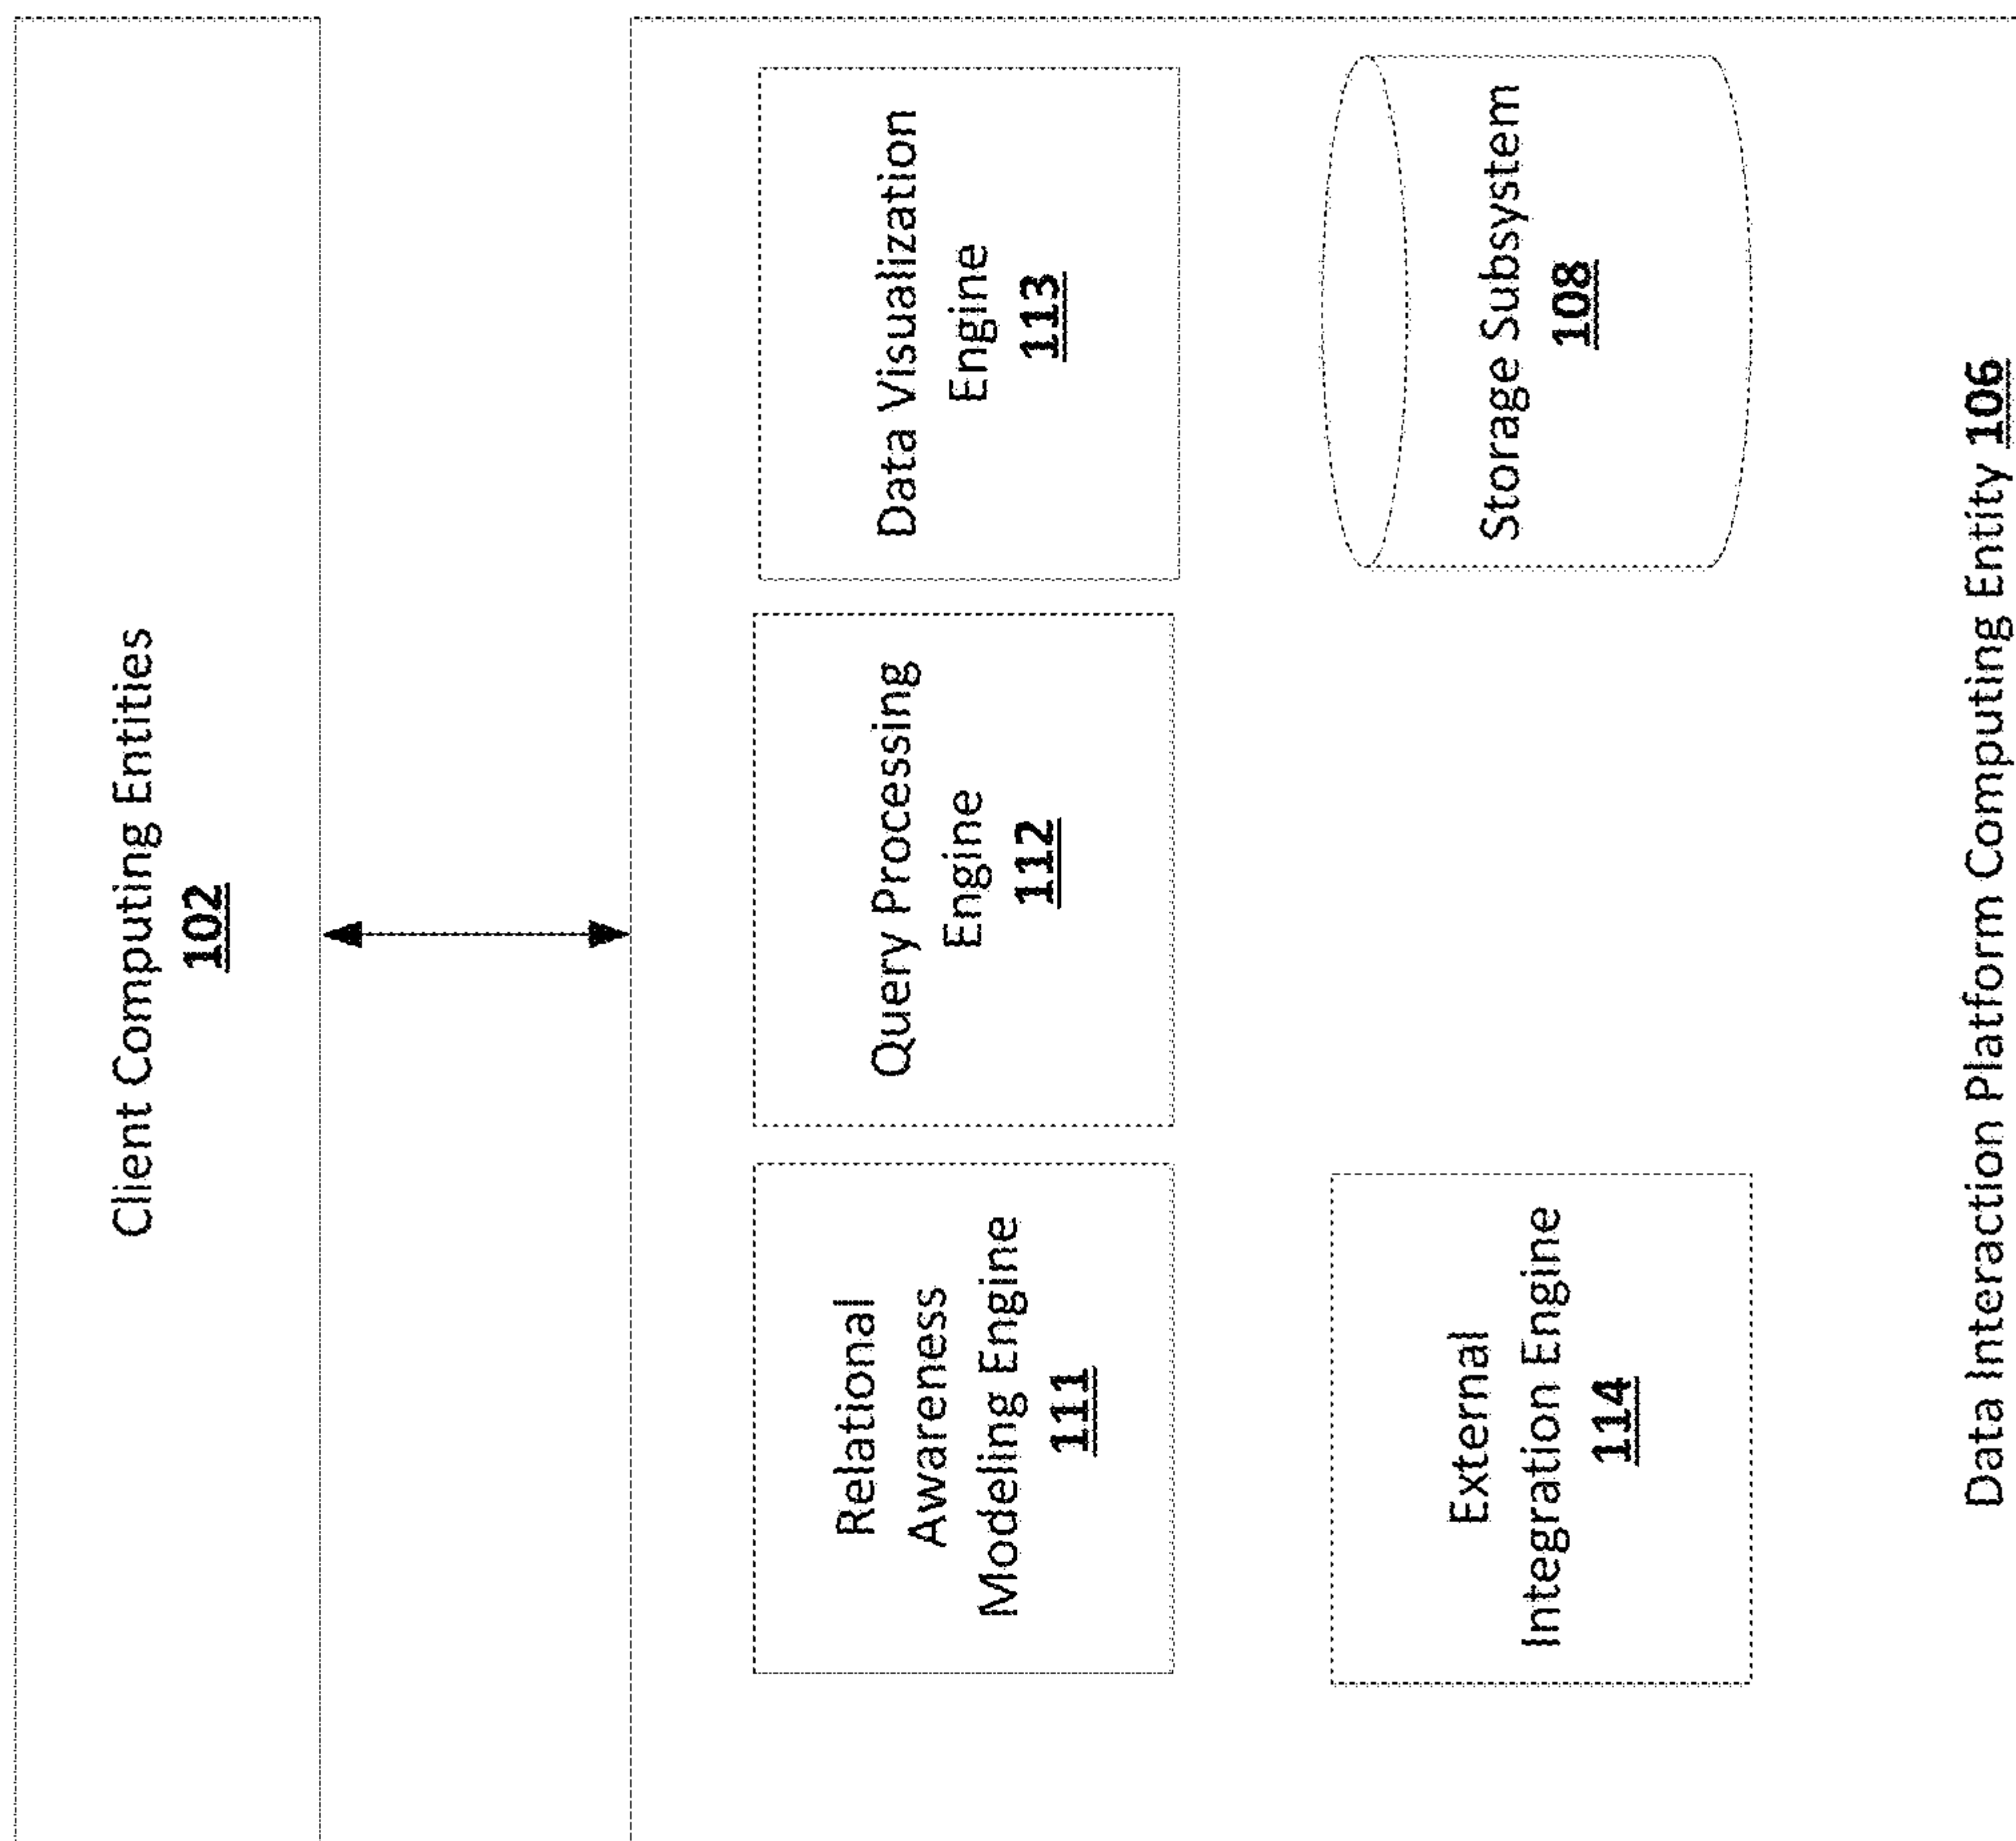 Client Computing Entities
102
Relational
Awareness
Modeling Engine
111
Query Processing
Engine
112
Data Visualization
Engine
113
External
Integration Engine
114
Storage Subsystem
108
Data Interaction Platform Computing Entity 106